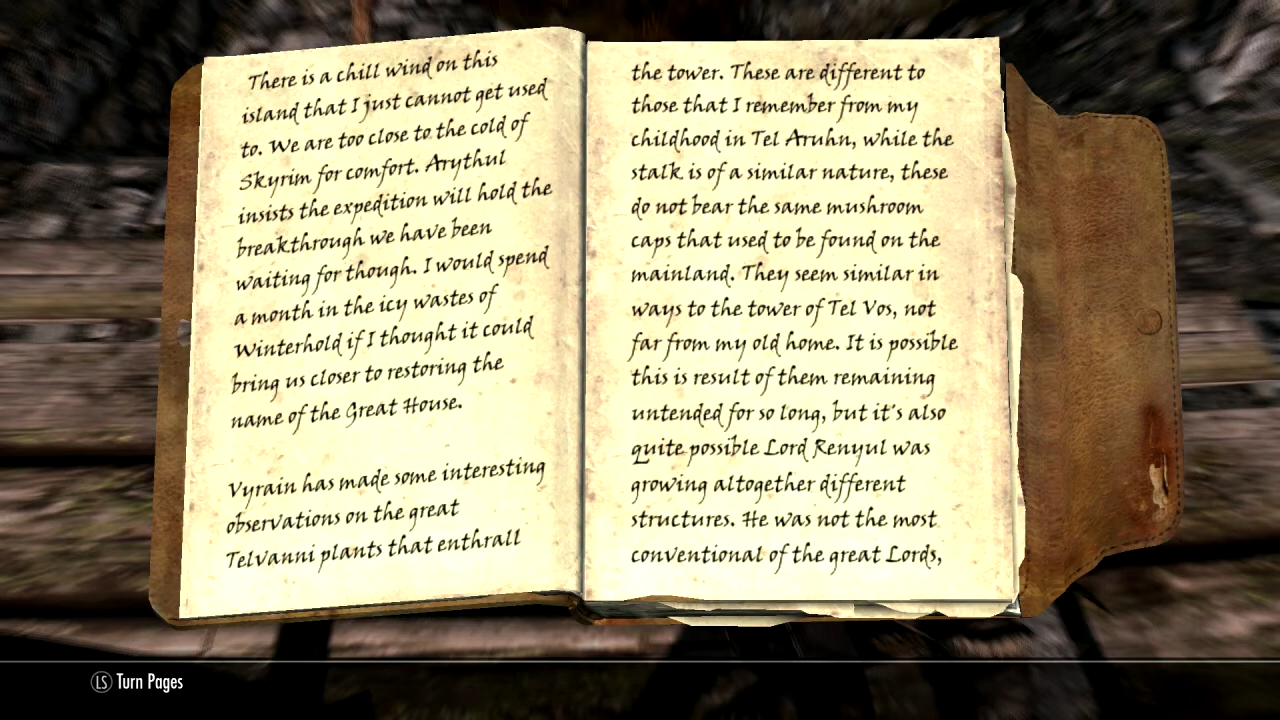 There is a chill wind on this
island that I just cannot get used
to. We are too close to the cold of
Skyrim for comfort. Arythul
insists the expedition will hold the
breakthrough we have been
waiting for though. I would spend
a month in the icy wastes of
Winterhold if I thought it could
bring us closer to restoring the
name of the Great House.
Vyrain has made some interesting
observations on the great
Telvanni plants that enthrall
the tower. These are different to
those that I remember from my
childhood in Tel Aruhn, while the
stalk is of a similar nature, these
do not bear the same mushroom
caps that used to be found on the
mainland. They seem similar in
ways to the tower of Tel Vos, not
far from my old home. It is possible
this is result of them remaining
untended for so long, but it's also
quite possible Lord Renyul was
growing altogether different
structures. He was not the most
conventional of the great Lords,
LS Turn Pages